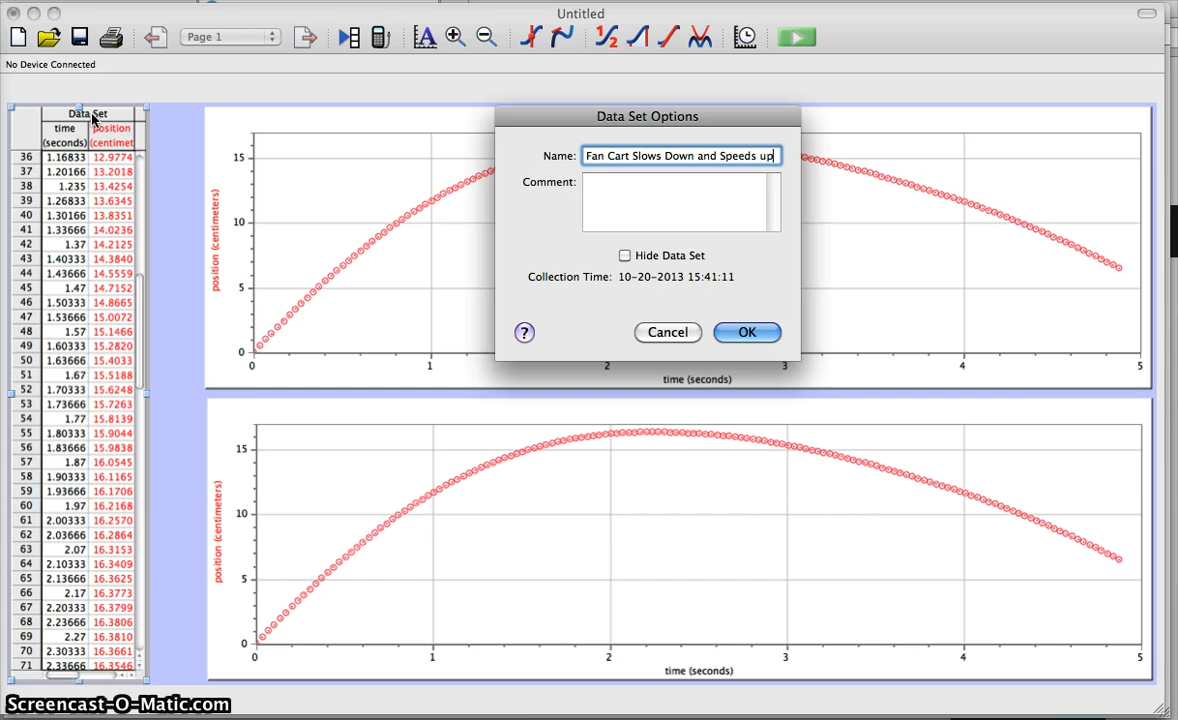 Untitled
Page 1
No Device Connected
Data Set
time position
(seconds) (centimet
36 1.16833 12.9774
37 1.20166 13.2018
38 1.235 13.4254
39 1.26833 13.6345
40 1.30166 13.8351
41 1.33666 14.0236
42 1.37 14.2125
43 1.40333 14.3840
44 1.43666 14.5559
45 1.47 14.7152
46 1.50333 14.8665
47 1.53666 15.0072
48 1.57 15.1466
49 1.60333 15.2820
50 1.63666 15.4033
51 1.67 15.5188
52 1.70333 15.6248
53 1.73666 15.7263
54 1.77 15.8139
55 1.80333 15.9044
56 1.83666 15.9838
57 1.87 16.0545
58 1.90333 16.1165
59 1.93666 16.1706
60 1.97 16.2168
61 2.00333 16.2570
62 2.03666 16.2864
63 2.07 16.3153
64 2.10333 16.3409
65 2.13666 16.3625
66 2.17 16.3773
67 2.20333 16.3799
68 2.23666 16.3806
69 2.27 16.3810
70 2.30333 16.3661
71 2.33666 16.3546
position (centimeters)
15
10
5
0
0 1 2 3 4 5
time (seconds)
Data Set Options
Name: Fan Cart Slows Down and Speeds up
Comment:
Hide Data Set
Collection Time: 10-20-2013 15:41:11
? Cancel OK
position (centimeters)
15
10
5
0
0 1 2 3 4 5
time (seconds)
Screencast-O-Matic.com